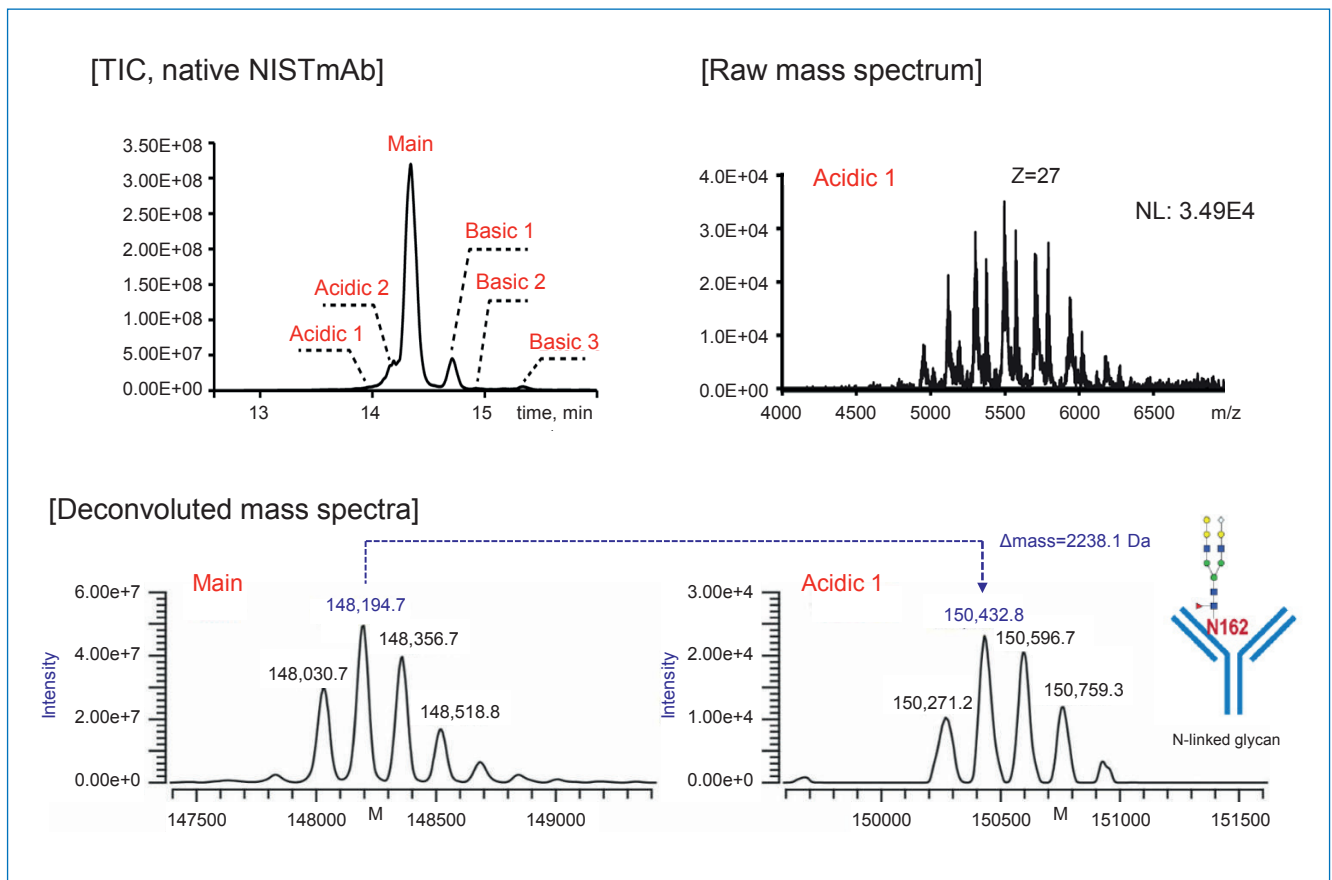 [TIC, native NISTmAb]
3.50E+08
3.00E+08
2.50E+08
2.00E+08
1.50E+08
1.00E+08
5.00E+07
0.00E+00
Main
Basic 1
Acidic 2
Basic 2
Acidic 1
Basic 3
13
14
15
time, min
[Raw mass spectrum]
4.0E+04
3.0E+04
2.0E+04
1.0E+04
0.0E+00
Acidic 1
Z=27
NL: 3.49E4
4000
4500
5000
5500
6000
6500
m/z
[Deconvoluted mass spectra]
Δmass=2238.1 Da
Main
6.00e+7
4.00e+7
2.00e+7
0.00e+0
Intensity
148,194.7
148,356.7
148,030.7
148,518.8
147500
148000
M
148500
149000
Acidic 1
3.00e+4
2.00e+4
1.00e+4
0.00e+0
Intensity
150,432.8
150,596.7
150,271.2
150,759.3
150000
150500
M
151000
151500
N162
N-linked glycan